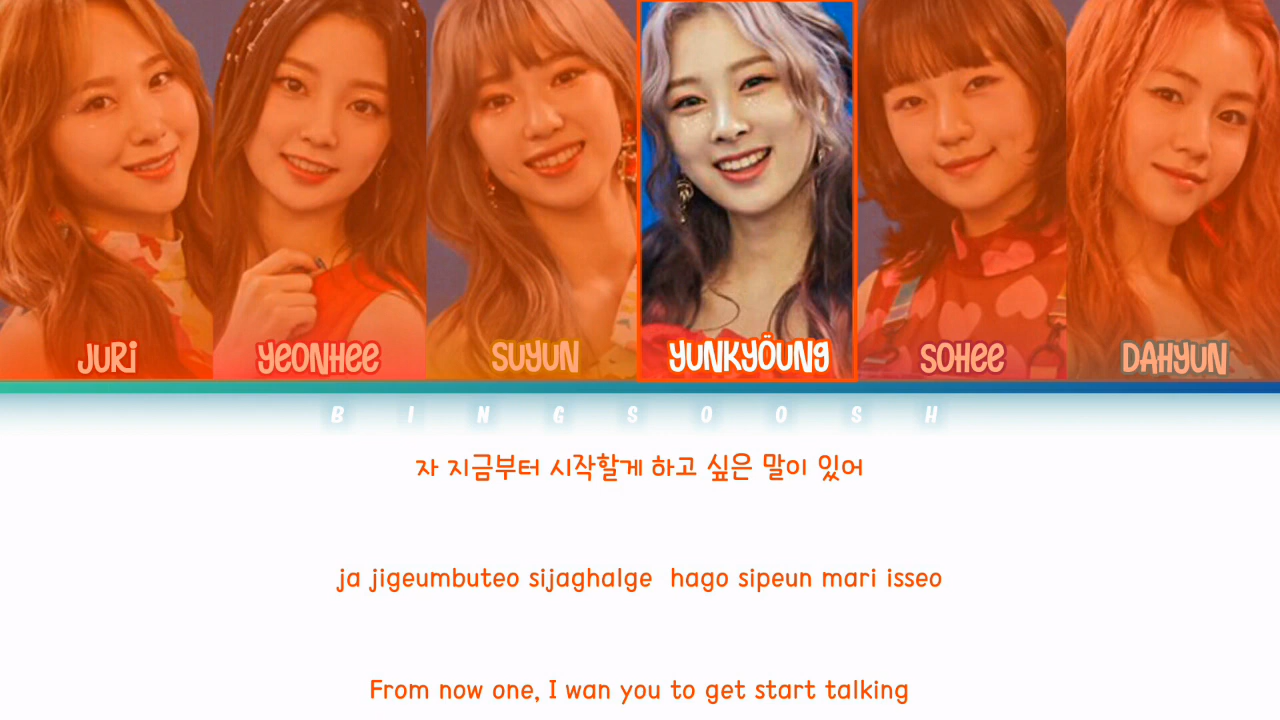 JURI YEONHEE SUYUN YUNKYÖUNG SOHEE DAHYUN
B I N G S O O S H
자 지금부터 시작할게 하고 싶은 말이 있어
ja jigeumbuteo sijaghalge hago sipeun mari isseo
From now one, I wan you to get start talking